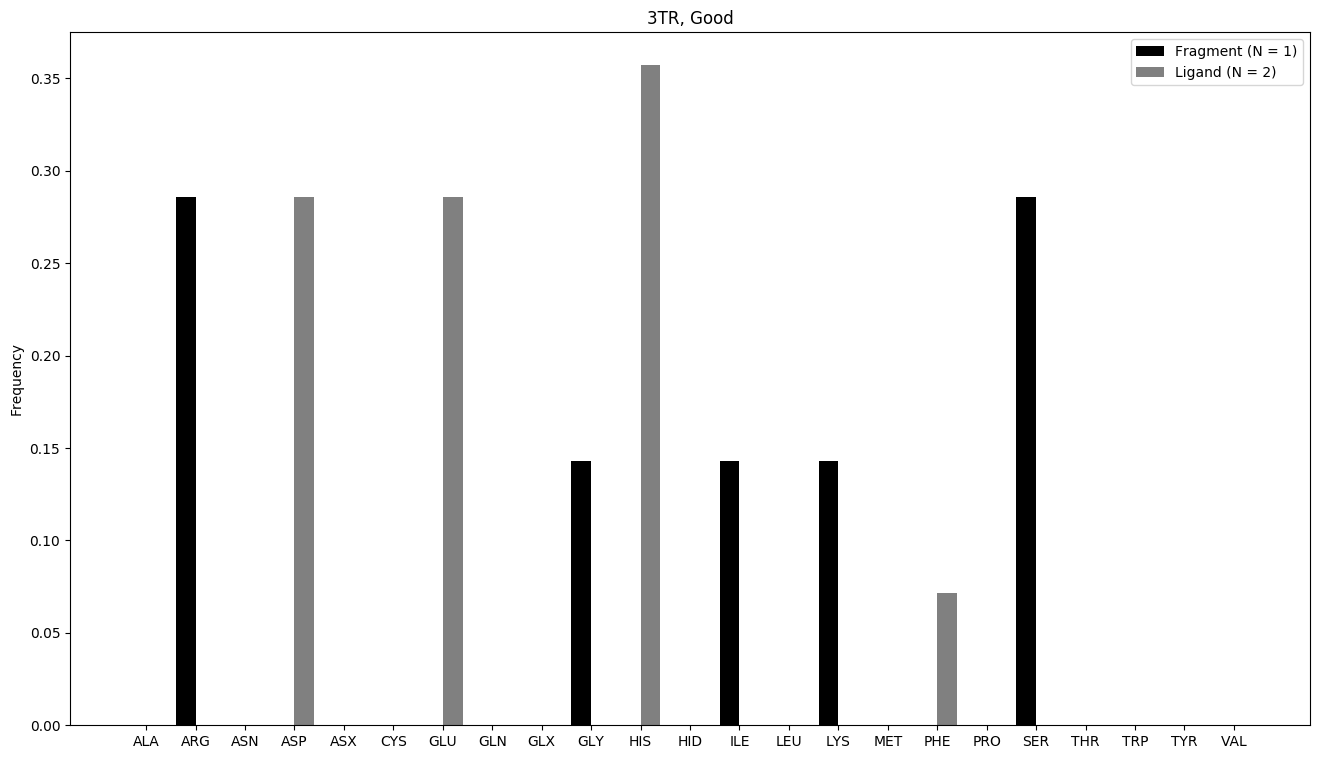 3TR, Good
Fragment (N = 1)
Ligand (N = 2)
Frequency
0.35
0.30
0.25
0.20
0.15
0.10
0.05
0.00
ALA ARG ASN ASP ASX CYS GLU GLN GLX GLY HIS HID ILE LEU LYS MET PHE PRO SER THR TRP TYR VAL